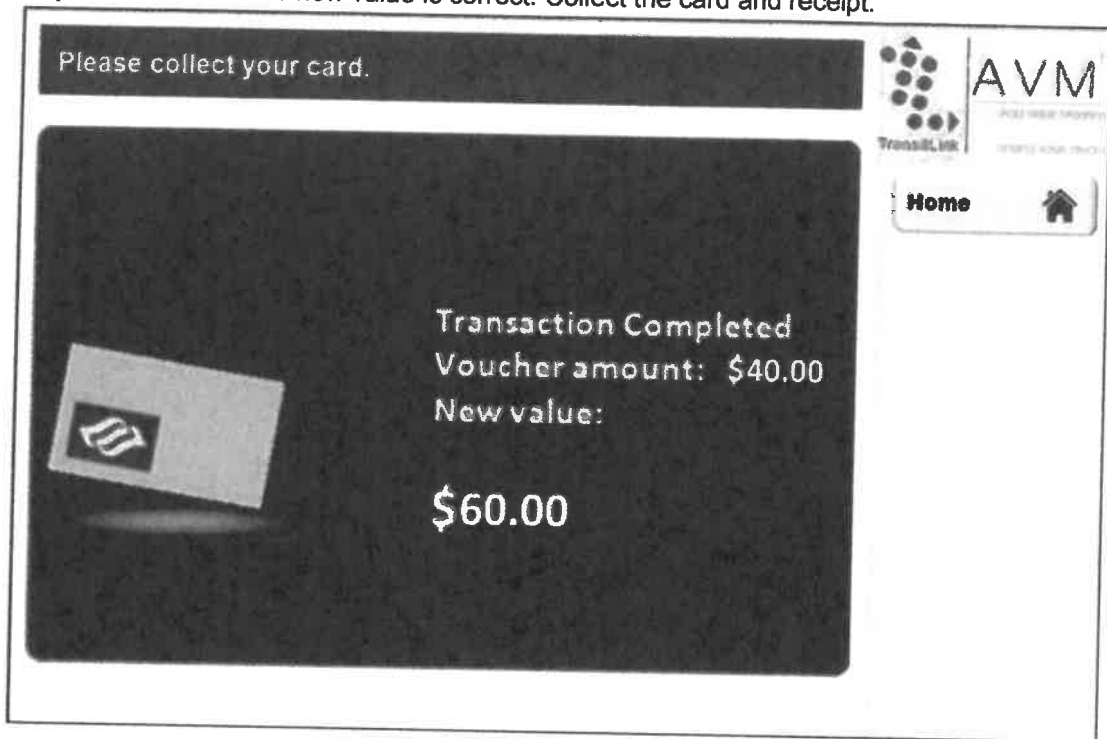 new value is correct. Collect the card and receipt.
Please collect your card.
AVM
TransitLink
Home
Transaction Completed
Voucher amount: $40.00
New value:
$60.00